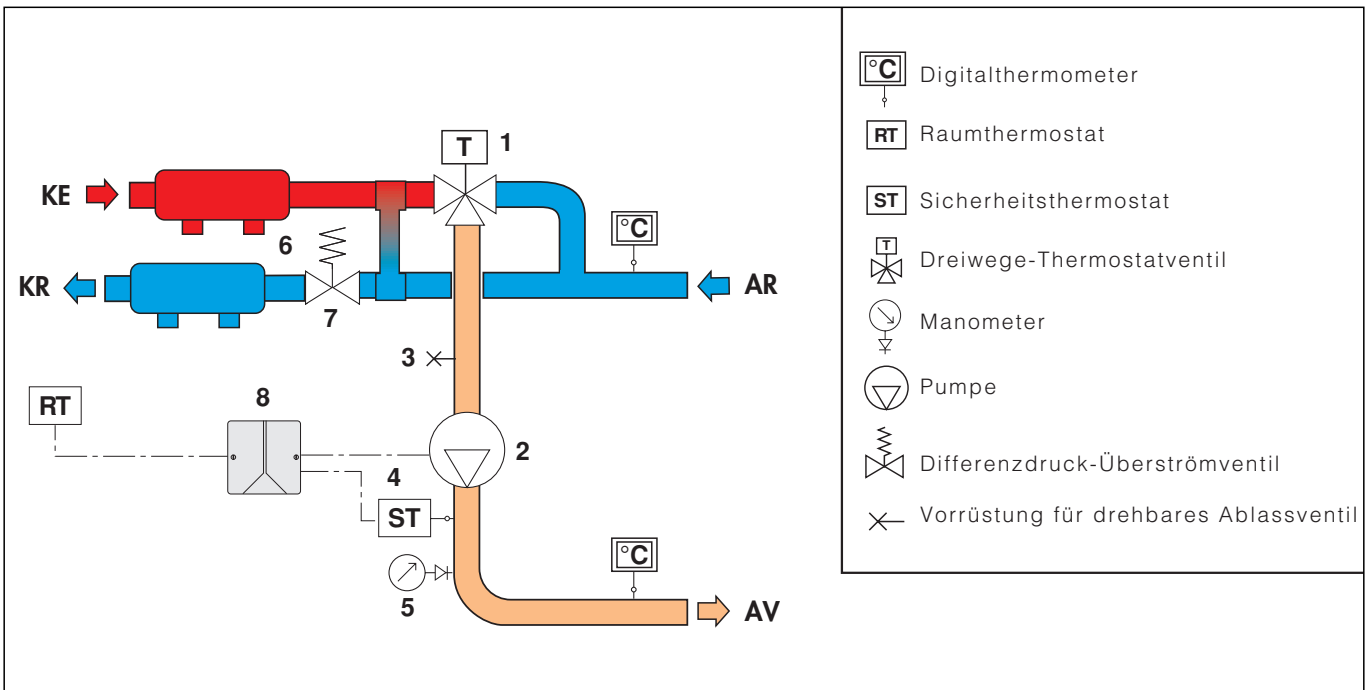 T 1
KE
°C
6
KR
AR
7
3
RT
8
2
4
ST
°C
5
AV
°C Digitalthermometer
RT Raumthermostat
ST Sicherheitsthermostat
T Dreiwege-Thermostatventil
Manometer
Pumpe
Differenzdruck-Überströmventil
Vorrüstung für drehbares Ablassventil